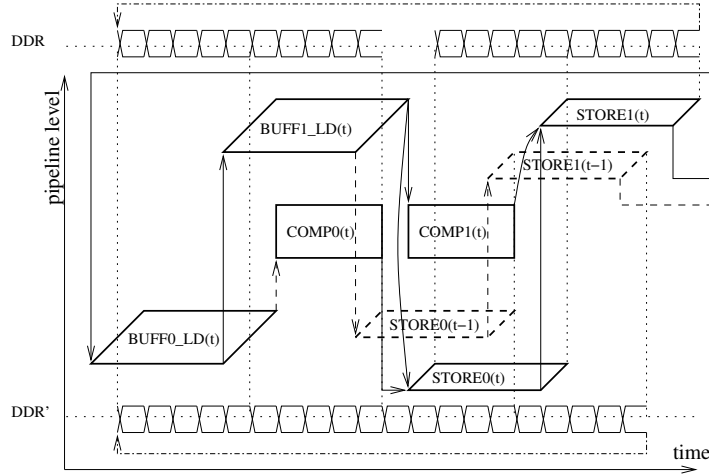 DDR
pipeline level
STORE1(t)
BUFF1_LD(t)
STORE1(t−1)
COMP0(t)
COMP1(t)
STORE0(t−1)
BUFF0_LD(t)
STORE0(t)
DDR'
time